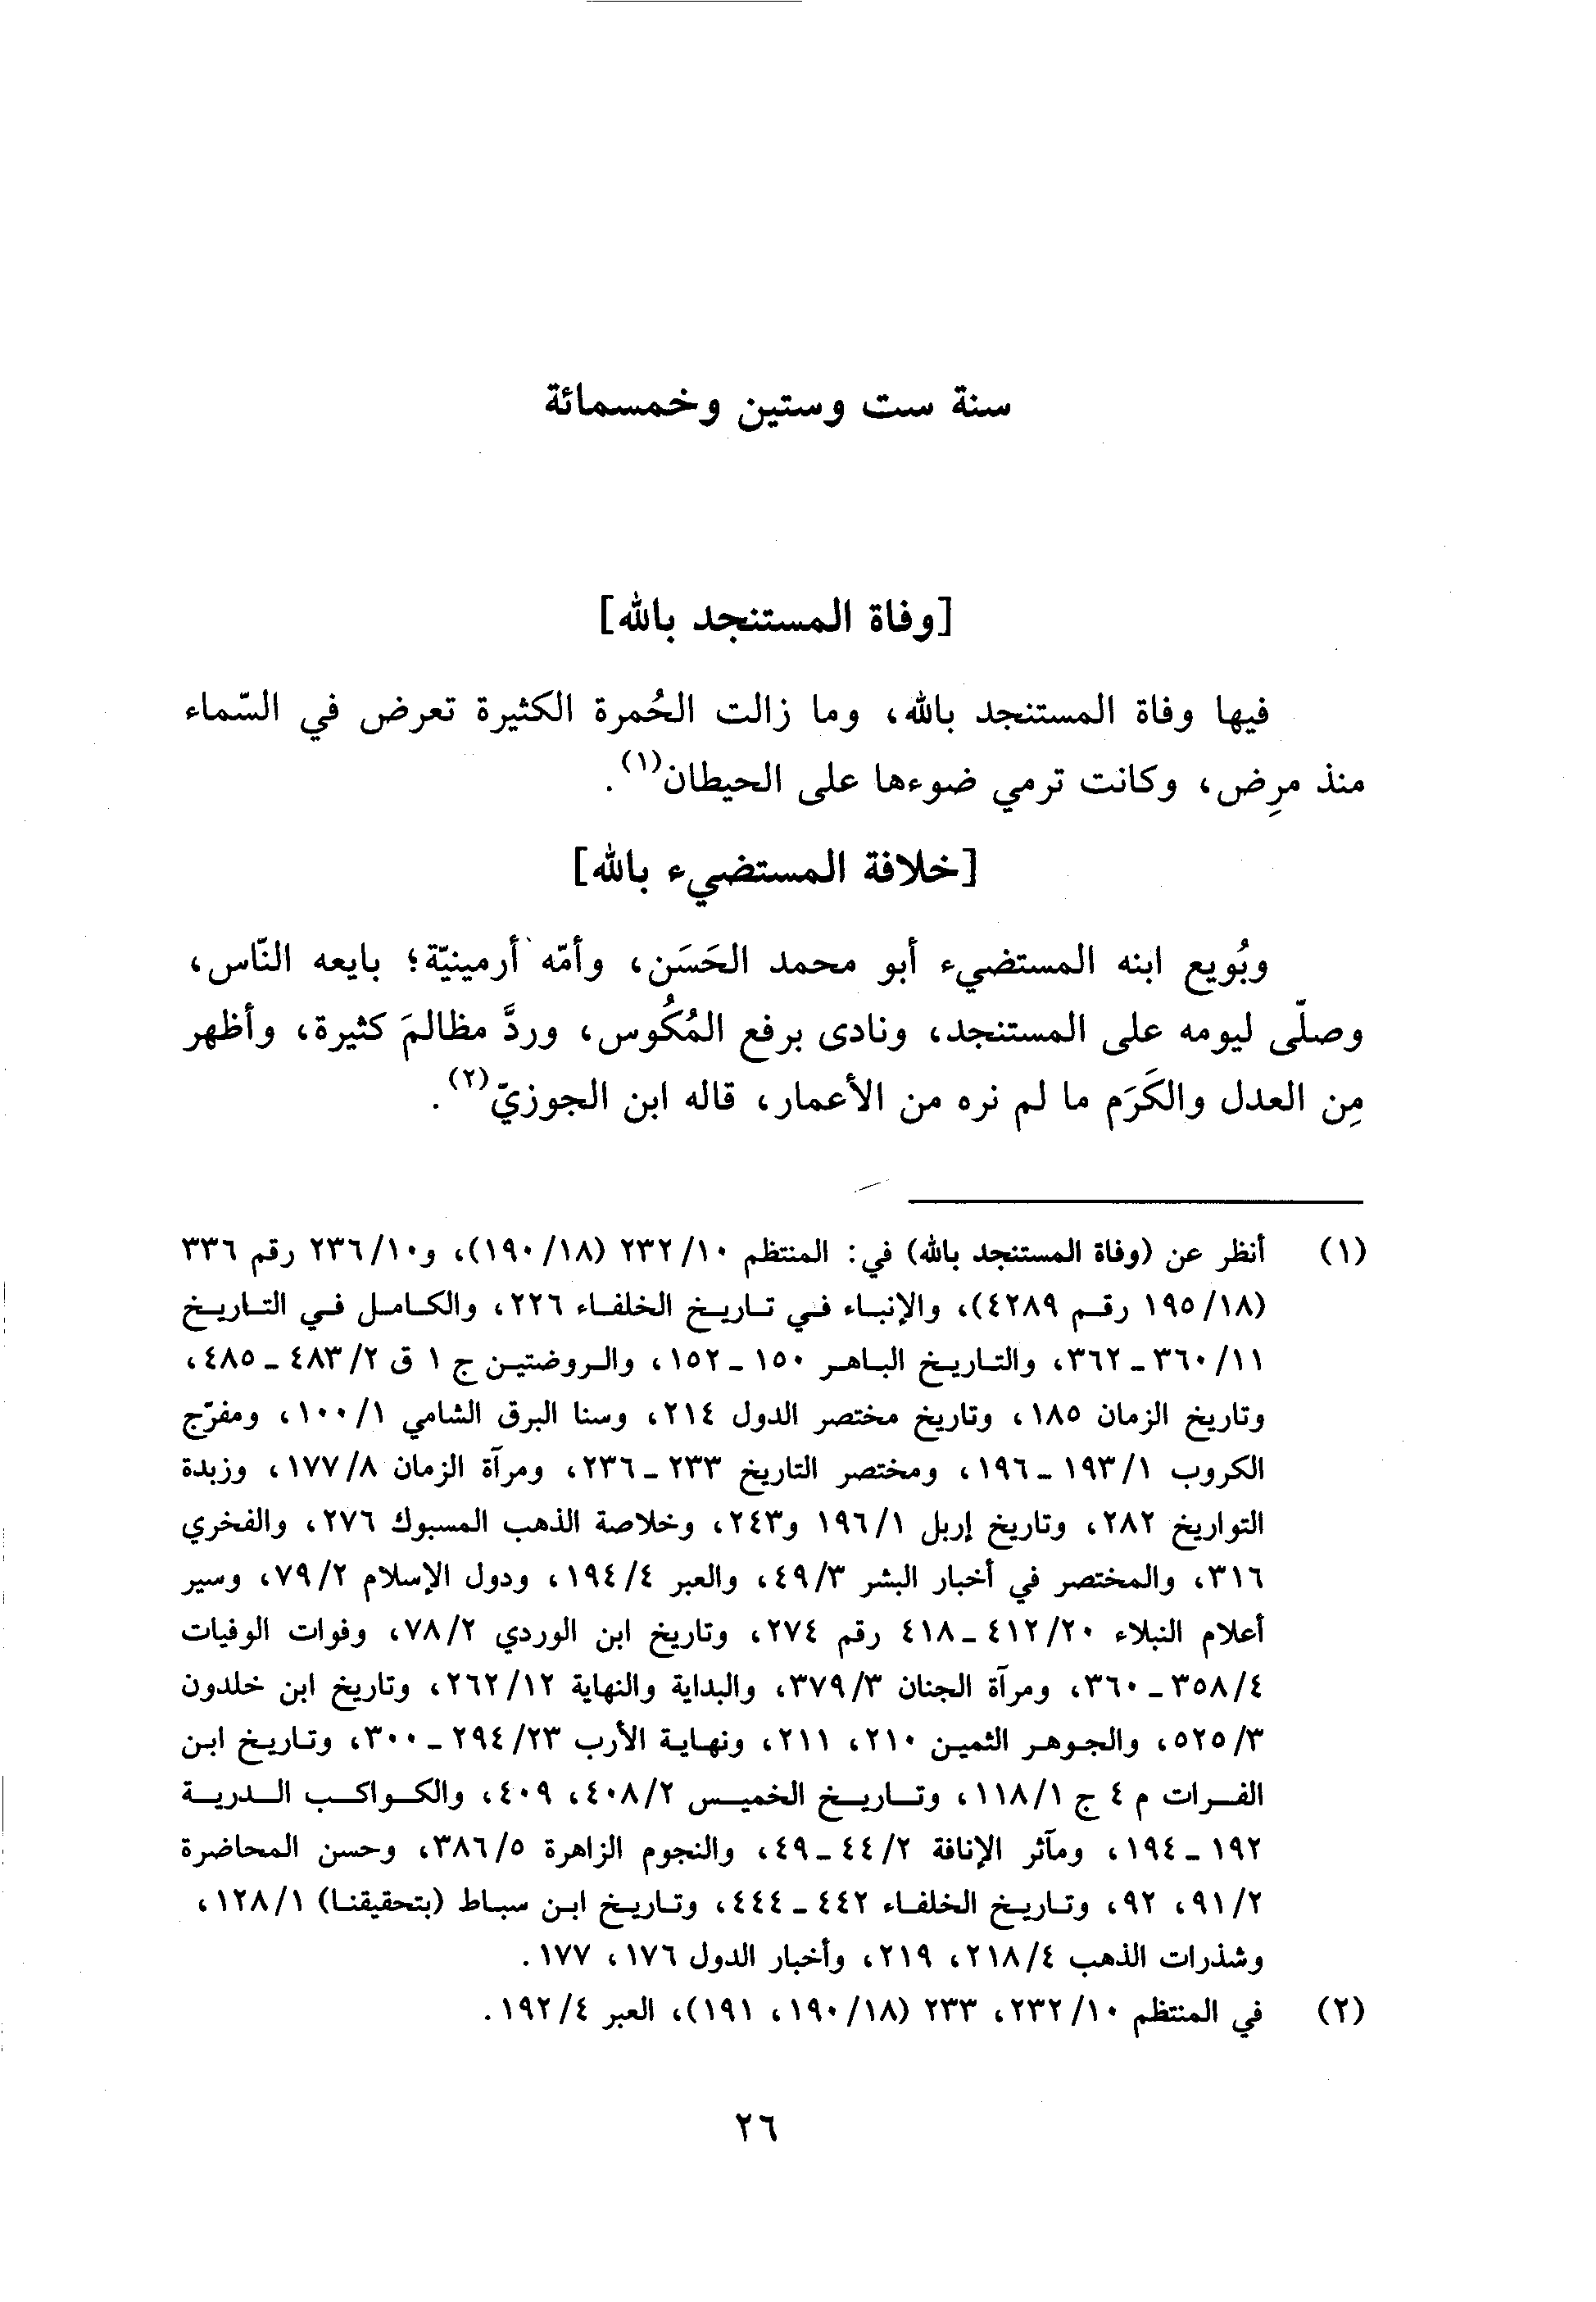 سنة ست وستين وخمسمائة
[وفاة المستنجد بالله]
فيها وفاة المستنجد بالله، وما زالت الحُمرة الكثيرة تعرض في السّماء
منذ مرِض، وكانت ترمي ضوءها على الحيطان(١).
[خلافة المستضيء بالله]
وبُويع ابنه المستضيء أبو محمد الحَسَن، وأمّه أرمينيّة؛ بايعه النّاس،
وصلّى ليومه على المستنجد، ونادى برفع المُكُوس، وردَّ مظالمَ كثيرة، وأظهر
مِن العدل والكَرَم ما لم نره من الأعمار، قاله ابن الجوزيّ(٢).
(١) أنظر عن (وفاة المستنجد بالله) في: المنتظم ١٠/ ٢٣٢ (١٨/ ١٩٠)، و١٠/ ٢٣٦ رقم ٣٣٦
(١٨/ ١٩٥ رقم ٤٢٨٩)، والإنباء في تاريخ الخلفاء ٢٢٦، والكامل في التاريخ
١١/ ٣٦٠ - ٣٦٢، والتاريخ الباهر ١٥٠ - ١٥٢، والروضتين ج ١ ق ٢/ ٤٨٣ - ٤٨٥،
وتاريخ الزمان ١٨٥، وتاريخ مختصر الدول ٢١٤، وسنا البرق الشامي ١/ ١٠٠، ومفرّج
الكروب ١/ ١٩٣ - ١٩٦، ومختصر التاريخ ٢٣٣ - ٢٣٦، ومرآة الزمان ٨/ ١٧٧، وزبدة
التواريخ ٢٨٢، وتاريخ إربل ١/ ١٩٦ و٢٤٣، وخلاصة الذهب المسبوك ٢٧٦، والفخري
٣١٦، والمختصر في أخبار البشر ٣/ ٤٩، والعبر ٤/ ١٩٤، ودول الإسلام ٢/ ٧٩، وسير
أعلام النبلاء ٢٠/ ٤١٢ - ٤١٨ رقم ٢٧٤، وتاريخ ابن الوردي ٢/ ٧٨، وفوات الوفيات
٤/ ٣٥٨ - ٣٦٠، ومرآة الجنان ٣/ ٣٧٩، والبداية والنهاية ١٢/ ٢٦٢، وتاريخ ابن خلدون
٣/ ٥٢٥، والجوهر الثمين ٢١٠، ٢١١، ونهاية الأرب ٢٣/ ٢٩٤ - ٣٠٠، وتاريخ ابن
الفرات م ٤ ج ١/ ١١٨، وتاريخ الخميس ٢/ ٤٠٨، ٤٠٩، والكواكب الدرية
١٩٢ - ١٩٤، ومآثر الإنافة ٢/ ٤٤ - ٤٩، والنجوم الزاهرة ٥/ ٣٨٦، وحسن المحاضرة
٢/ ٩١، ٩٢، وتاريخ الخلفاء ٤٤٢ - ٤٤٤، وتاريخ ابن سباط (بتحقيقنا) ١/ ١٢٨،
وشذرات الذهب ٤/ ٢١٨، ٢١٩، وأخبار الدول ١٧٦، ١٧٧.
(٢) في المنتظم ١٠/ ٢٣٢، ٢٣٣ (١٨/ ١٩٠، ١٩١)، العبر ٤/ ١٩٢.
٢٦